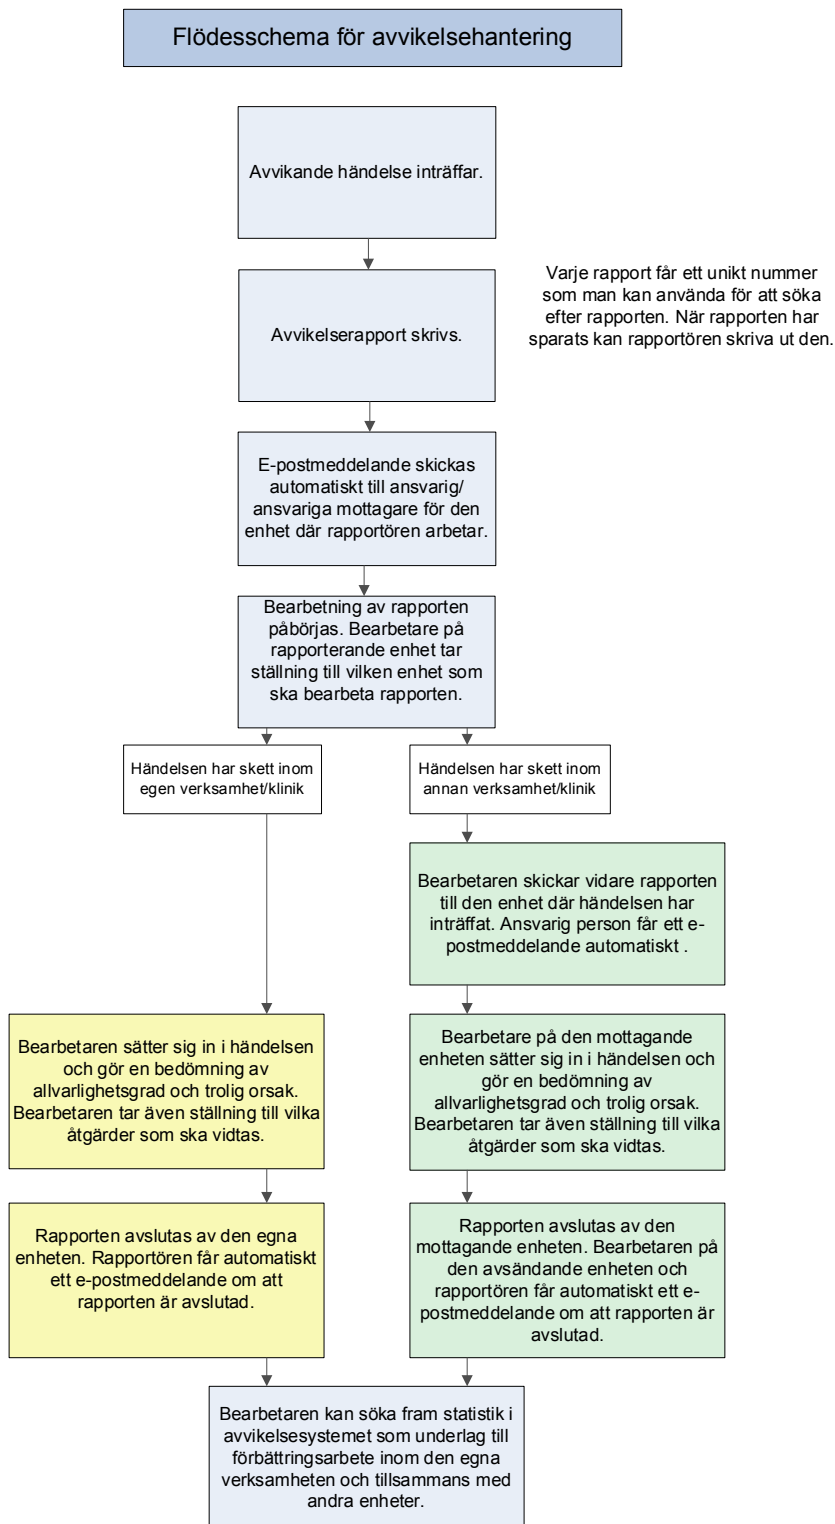 Flödesschema för avvikelsehantering
Avvikande händelse inträffar.
Varje rapport får ett unikt nummer
som man kan använda för att söka
efter rapporten. När rapporten har
sparats kan rapportören skriva ut den.
Avvikelserapport skrivs.
E-postmeddelande skickas
automatiskt till ansvarig/
ansvariga mottagare för den
enhet där rapportören arbetar.
Bearbetning av rapporten
påbörjas. Bearbetare på
rapporterande enhet tar
ställning till vilken enhet som
ska bearbeta rapporten.
Händelsen har skett inom
egen verksamhet/klinik
Händelsen har skett inom
annan verksamhet/klinik
Bearbetaren skickar vidare rapporten
till den enhet där händelsen har
inträffat. Ansvarig person får ett e-
postmeddelande automatiskt .
Bearbetaren sätter sig in i händelsen
och gör en bedömning av
allvarlighetsgrad och trolig orsak.
Bearbetaren tar även ställning till vilka
åtgärder som ska vidtas.
Bearbetare på den mottagande
enheten sätter sig in i händelsen och
gör en bedömning av
allvarlighetsgrad och trolig orsak.
Bearbetaren tar även ställning till vilka
åtgärder som ska vidtas.
Rapporten avslutas av den egna
enheten. Rapportören får automatiskt
ett e-postmeddelande om att
rapporten är avslutad.
Rapporten avslutas av den
mottagande enheten. Bearbetaren på
den avsändande enheten och
rapportören får automatiskt ett e-
postmeddelande om att rapporten är
avslutad.
Bearbetaren kan söka fram statistik i
avvikelsesystemet som underlag till
förbättringsarbete inom den egna
verksamheten och tillsammans med
andra enheter.